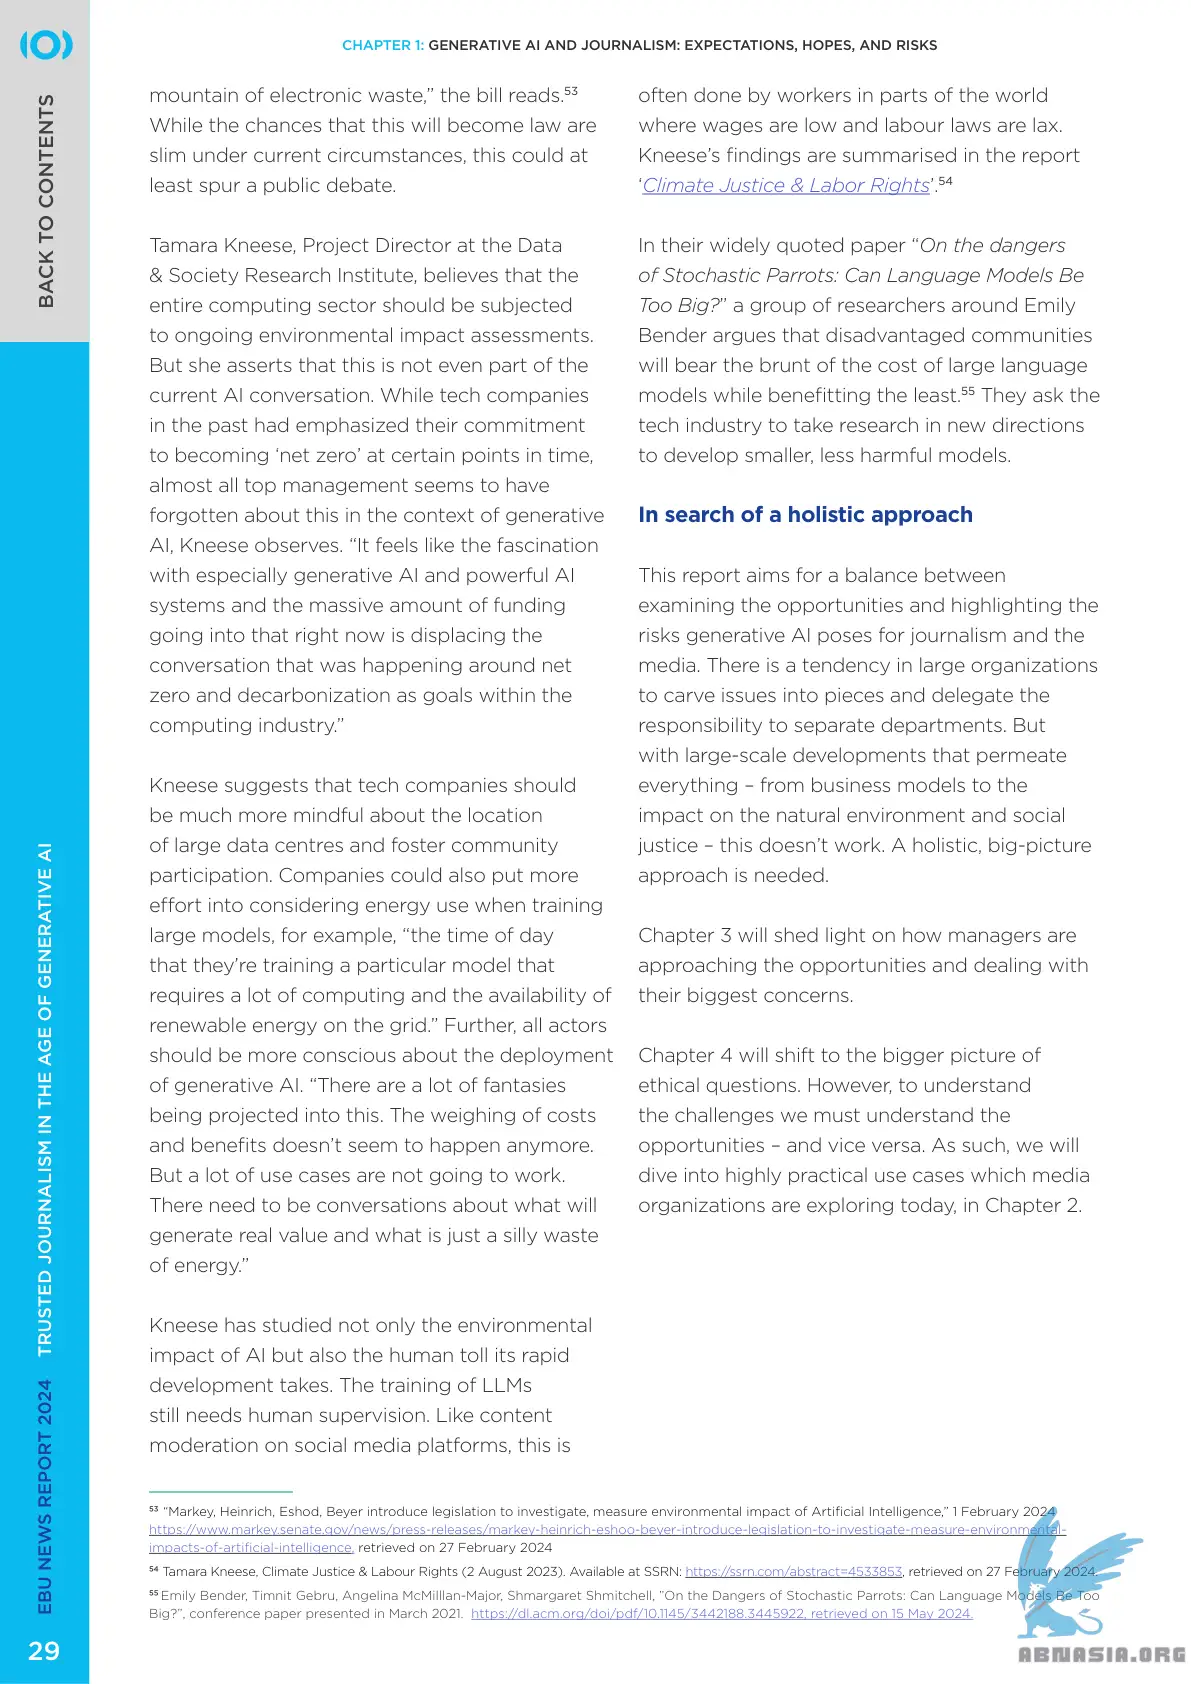 CHAPTER 1: GENERATIVE AI AND JOURNALISM: EXPECTATIONS, HOPES, AND RISKS
BACK TO CONTENTS
mountain of electronic waste,” the bill reads.⁵³
While the chances that this will become law are
slim under current circumstances, this could at
least spur a public debate.
Tamara Kneese, Project Director at the Data
& Society Research Institute, believes that the
entire computing sector should be subjected
to ongoing environmental impact assessments.
But she asserts that this is not even part of the
current AI conversation. While tech companies
in the past had emphasized their commitment
to becoming ‘net zero’ at certain points in time,
almost all top management seems to have
forgotten about this in the context of generative
AI, Kneese observes. “It feels like the fascination
with especially generative AI and powerful AI
systems and the massive amount of funding
going into that right now is displacing the
conversation that was happening around net
zero and decarbonization as goals within the
computing industry.”
Kneese suggests that tech companies should
be much more mindful about the location
of large data centres and foster community
participation. Companies could also put more
effort into considering energy use when training
large models, for example, “the time of day
that they’re training a particular model that
requires a lot of computing and the availability of
renewable energy on the grid.” Further, all actors
should be more conscious about the deployment
of generative AI. “There are a lot of fantasies
being projected into this. The weighing of costs
and benefits doesn’t seem to happen anymore.
But a lot of use cases are not going to work.
There need to be conversations about what will
generate real value and what is just a silly waste
of energy.”
Kneese has studied not only the environmental
impact of AI but also the human toll its rapid
development takes. The training of LLMs
still needs human supervision. Like content
moderation on social media platforms, this is
often done by workers in parts of the world
where wages are low and labour laws are lax.
Kneese’s findings are summarised in the report
‘Climate Justice & Labor Rights’.⁵⁴
In their widely quoted paper “On the dangers
of Stochastic Parrots: Can Language Models Be
Too Big?” a group of researchers around Emily
Bender argues that disadvantaged communities
will bear the brunt of the cost of large language
models while benefitting the least.⁵⁵ They ask the
tech industry to take research in new directions
to develop smaller, less harmful models.
In search of a holistic approach
This report aims for a balance between
examining the opportunities and highlighting the
risks generative AI poses for journalism and the
media. There is a tendency in large organizations
to carve issues into pieces and delegate the
responsibility to separate departments. But
with large-scale developments that permeate
everything – from business models to the
impact on the natural environment and social
justice – this doesn’t work. A holistic, big-picture
approach is needed.
Chapter 3 will shed light on how managers are
approaching the opportunities and dealing with
their biggest concerns.
Chapter 4 will shift to the bigger picture of
ethical questions. However, to understand
the challenges we must understand the
opportunities – and vice versa. As such, we will
dive into highly practical use cases which media
organizations are exploring today, in Chapter 2.
⁵³ “Markey, Heinrich, Eshod, Beyer introduce legislation to investigate, measure environmental impact of Artificial Intelligence,” 1 February 2024
https://www.markey.senate.gov/news/press-releases/markey-heinrich-eshoo-beyer-introduce-legislation-to-investigate-measure-environmental-
impacts-of-artificial-intelligence, retrieved on 27 February 2024
⁵⁴ Tamara Kneese, Climate Justice & Labour Rights (2 August 2023). Available at SSRN: https://ssrn.com/abstract=4533853, retrieved on 27 February 2024.
⁵⁵ Emily Bender, Timnit Gebru, Angelina McMilllan-Major, Shmargaret Shmitchell, ”On the Dangers of Stochastic Parrots: Can Language Models Be Too
Big?”, conference paper presented in March 2021. https://dl.acm.org/doi/pdf/10.1145/3442188.3445922, retrieved on 15 May 2024.
EBU NEWS REPORT 2024 TRUSTED JOURNALISM IN THE AGE OF GENERATIVE AI
29
ABNASIA.ORG